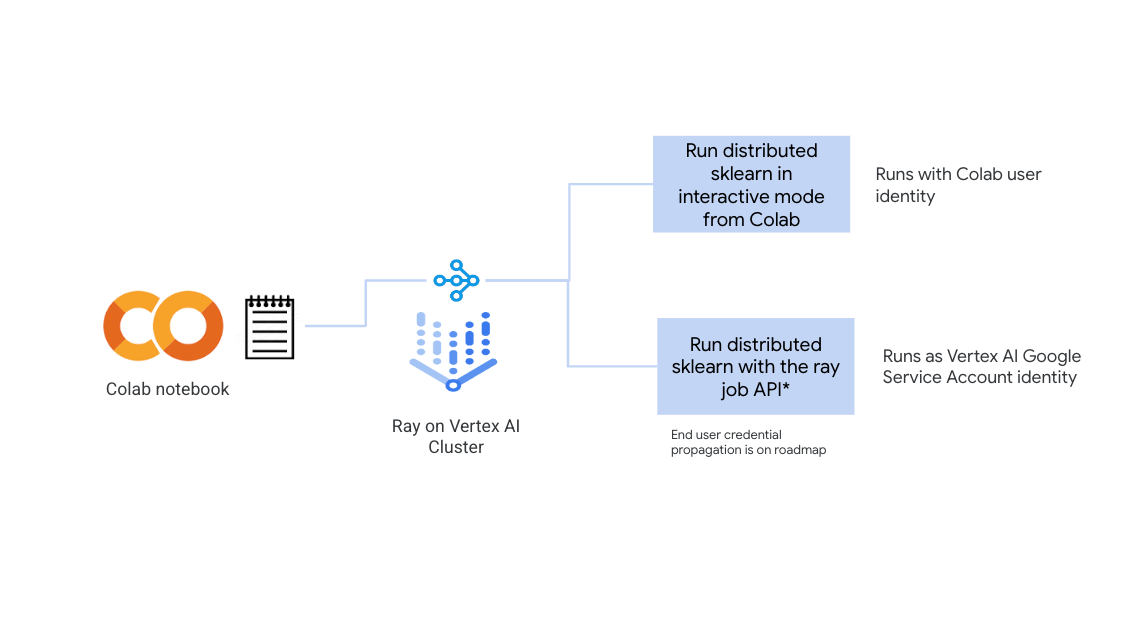 Colab notebook
Ray on Vertex AI
Cluster
Run distributed
sklearn in
interactive mode
from Colab
Runs with Colab user
identity
Run distributed
sklearn with the ray
job API*
Runs as Vertex AI Google
Service Account identity
End user credential
propagation is on roadmap